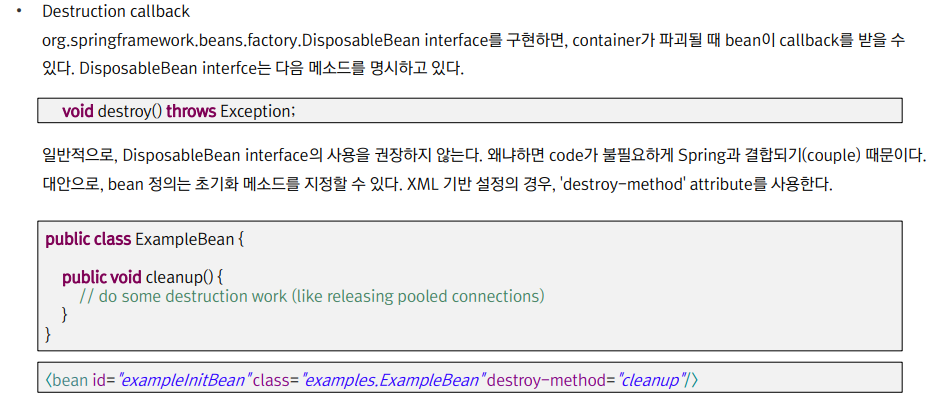 • Destruction callback
org.springframework.beans.factory.DisposableBean interface를 구현하면, container가 파괴될 때 bean이 callback를 받을 수
있다. DisposableBean interfce는 다음 메소드를 명시하고 있다.
void destroy() throws Exception;
일반적으로, DisposableBean interface의 사용을 권장하지 않는다. 왜냐하면 code가 불필요하게 Spring과 결합되기(couple) 때문이다.
대안으로, bean 정의는 초기화 메소드를 지정할 수 있다. XML 기반 설정의 경우, 'destroy-method' attribute를 사용한다.
public class ExampleBean {
public void cleanup() {
// do some destruction work (like releasing pooled connections)
}
}
<bean id="exampleInitBean" class="examples.ExampleBean" destroy-method="cleanup"/>